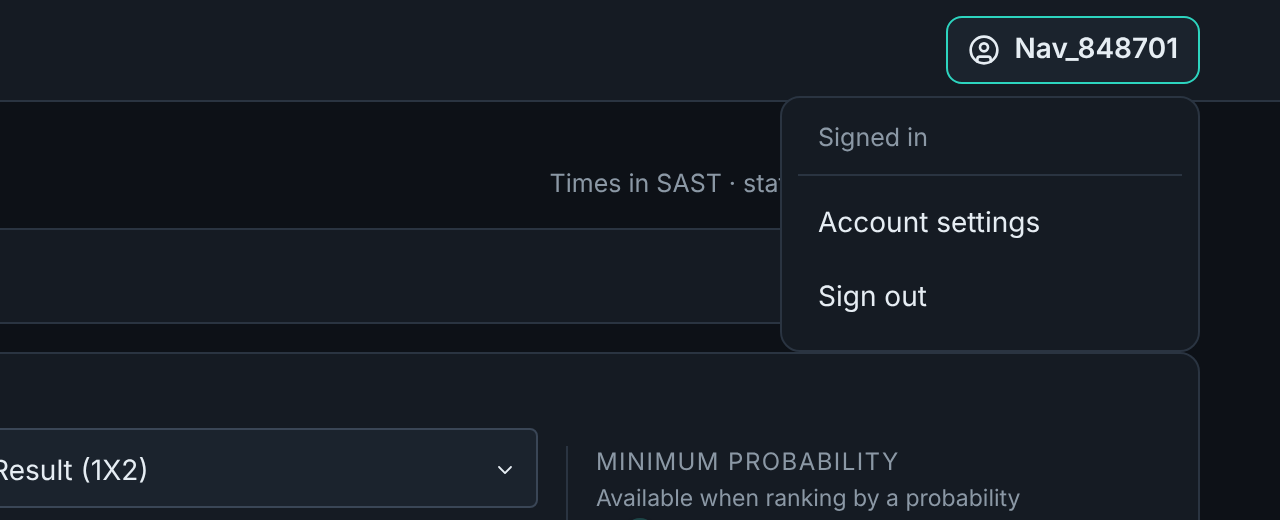 Nav_848701
Signed in
Times in SAST ·
Account settings
Sign out
Result (1X2)
MINIMUM PROBABILITY
Available when ranking by a probability